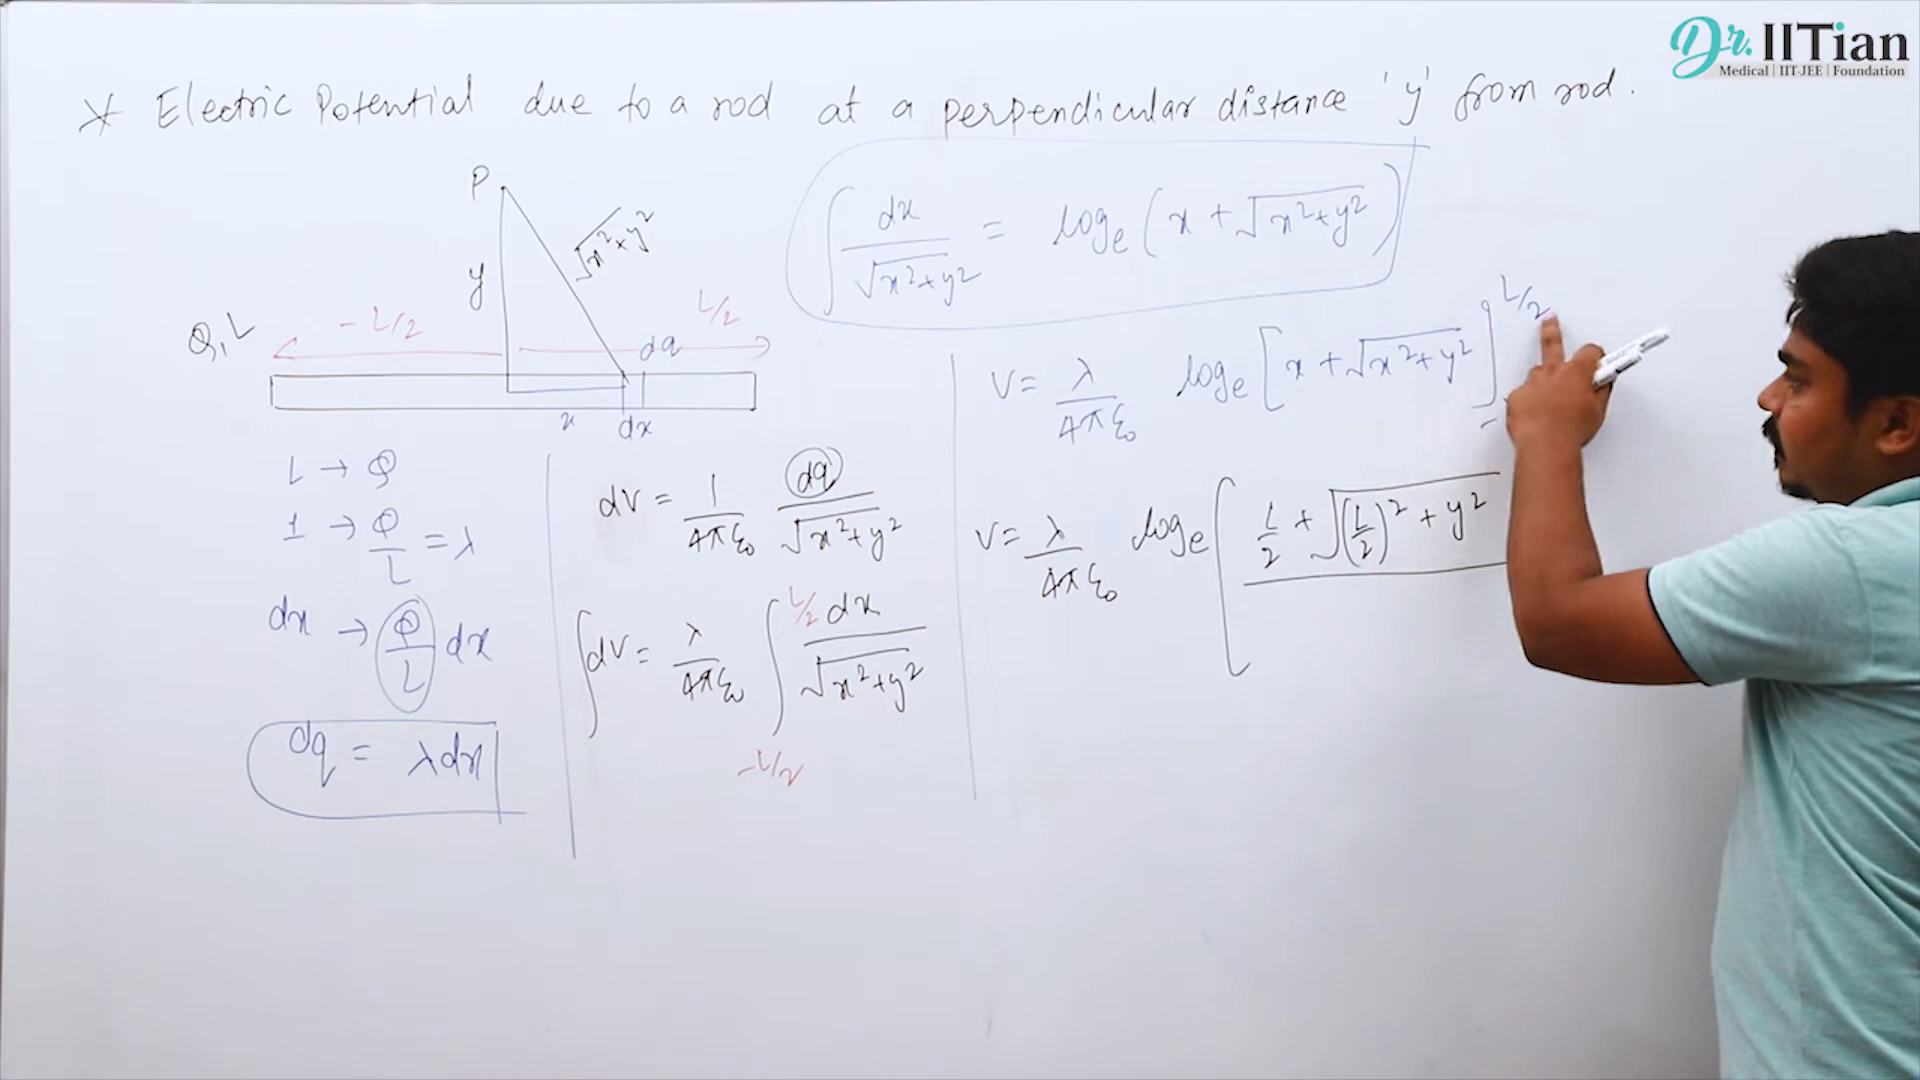 Dr. IITian
Medical | IIT-JEE | Foundation
* Electric Potential due to a rod at a perpendicular distance 'y' from rod.
P
y
√x²+y²
Q, L
- L/2
L/2
dq
x
dx
∫ dx / √x²+y² = logₑ (x + √x²+y²)
L → Q
1 → Q/L = λ
dx → Q/L dx
dq = λdx
dV = 1/4πε₀ dq/√x²+y²
∫dV = λ/4πε₀ ∫ L/2 dx/√x²+y²
-L/2
V = λ/4πε₀ logₑ [x + √x²+y²] L/2
-
V = λ/4πε₀ logₑ [ L/2 + √(L/2)² + y²